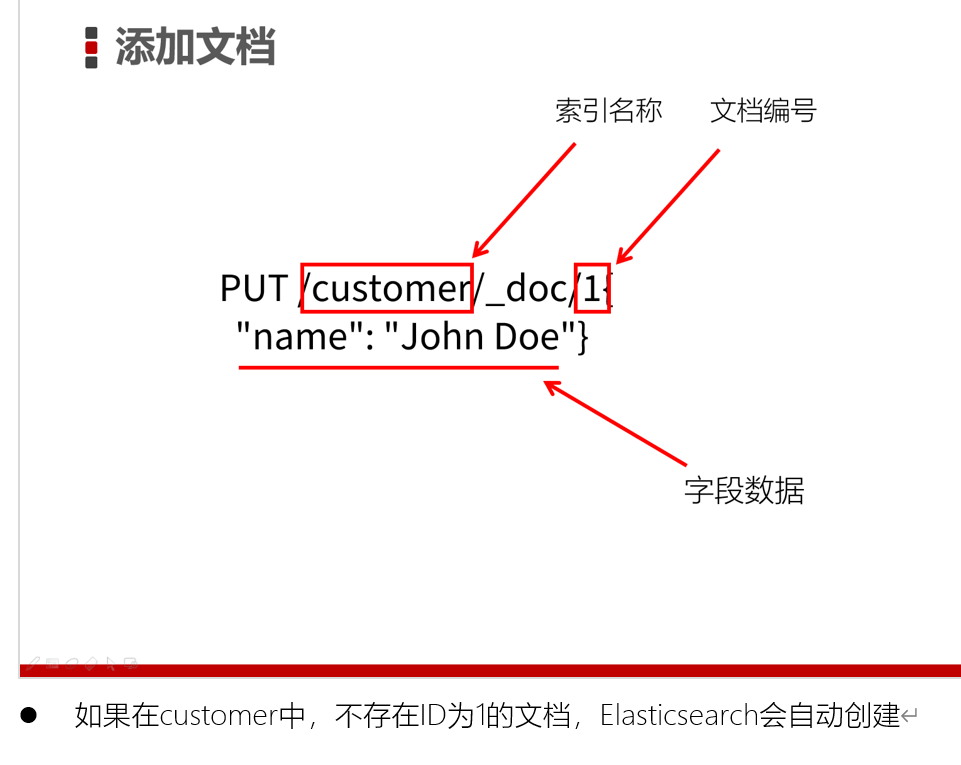 添加文档
索引名称 文档编号
PUT /customer/_doc/1{
"name": "John Doe"}
字段数据
● 如果在customer中，不存在ID为1的文档，Elasticsearch会自动创建↵